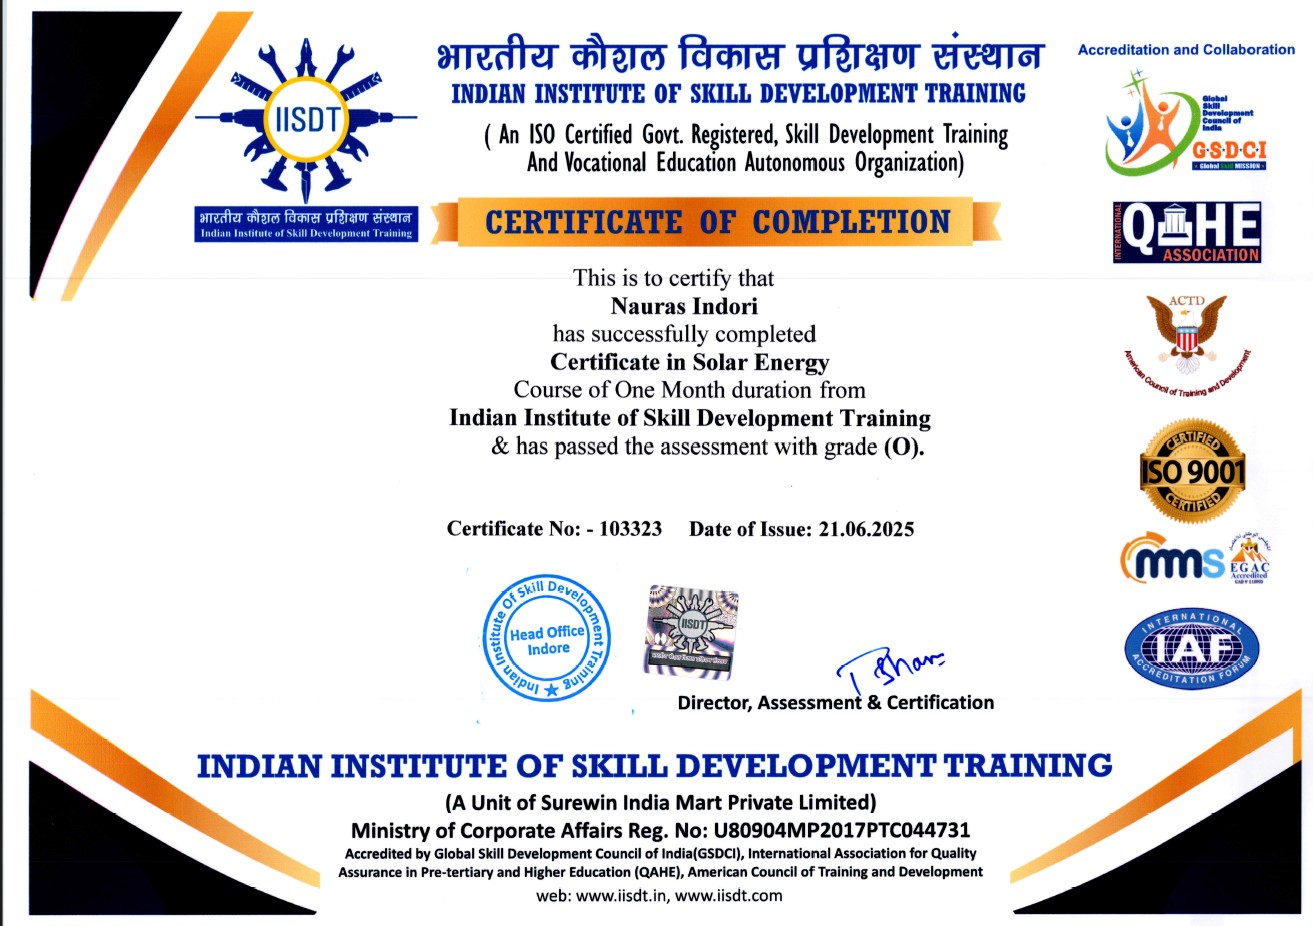 IISDT
भारतीय कौशल विकास प्रशिक्षण संस्थान
Indian Institute of Skill Development Training
भारतीय कौशल विकास प्रशिक्षण संस्थान
INDIAN INSTITUTE OF SKILL DEVELOPMENT TRAINING
( An ISO Certified Govt. Registered, Skill Development Training
And Vocational Education Autonomous Organization)
CERTIFICATE OF COMPLETION
Accreditation and Collaboration
Global
Skill
Development
Council of
India
G·S·D·C·I
Global Skill MISSION
INTERNATIONAL
QAHE
ASSOCIATION
ACTD
American Council of Training and Development
CERTIFIED
ISO 9001
CERTIFIED
mms
EGAC
Accredited
INTERNATIONAL
IAF
ACCREDITATION FORUM
This is to certify that
Nauras Indori
has successfully completed
Certificate in Solar Energy
Course of One Month duration from
Indian Institute of Skill Development Training
& has passed the assessment with grade (O).
Certificate No: - 103323 Date of Issue: 21.06.2025
Indian Institute Of Skill Development Training
Head Office
Indore
IISDT
Director, Assessment & Certification
INDIAN INSTITUTE OF SKILL DEVELOPMENT TRAINING
(A Unit of Surewin India Mart Private Limited)
Ministry of Corporate Affairs Reg. No: U80904MP2017PTC044731
Accredited by Global Skill Development Council of India(GSDCI), International Association for Quality
Assurance in Pre-tertiary and Higher Education (QAHE), American Council of Training and Development
web: www.iisdt.in, www.iisdt.com